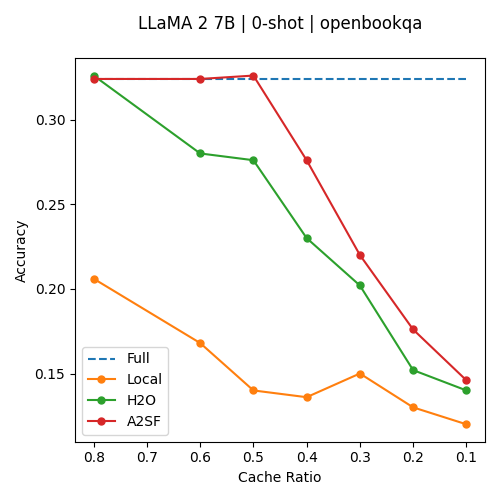 LLaMA 2 7B | 0-shot | openbookqa
Accuracy
0.30
0.25
0.20
0.15
Full
Local
H2O
A2SF
0.8 0.7 0.6 0.5 0.4 0.3 0.2 0.1
Cache Ratio